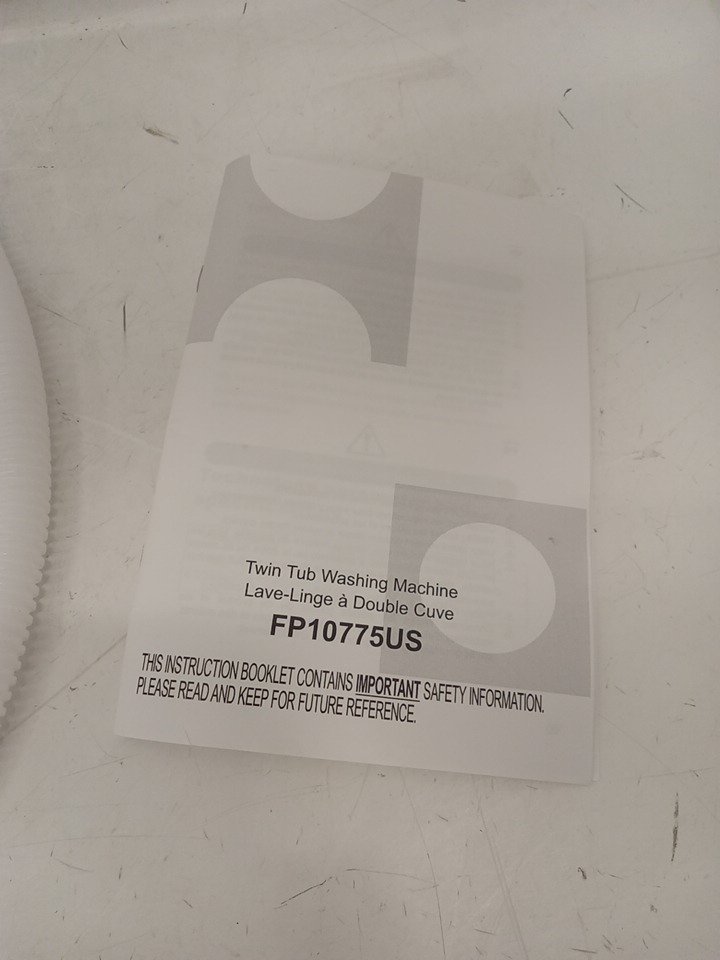 Twin Tub Washing Machine
Lave-Linge à Double Cuve
FP10775US
THIS INSTRUCTION BOOKLET CONTAINS IMPORTANT SAFETY INFORMATION.
PLEASE READ AND KEEP FOR FUTURE REFERENCE.